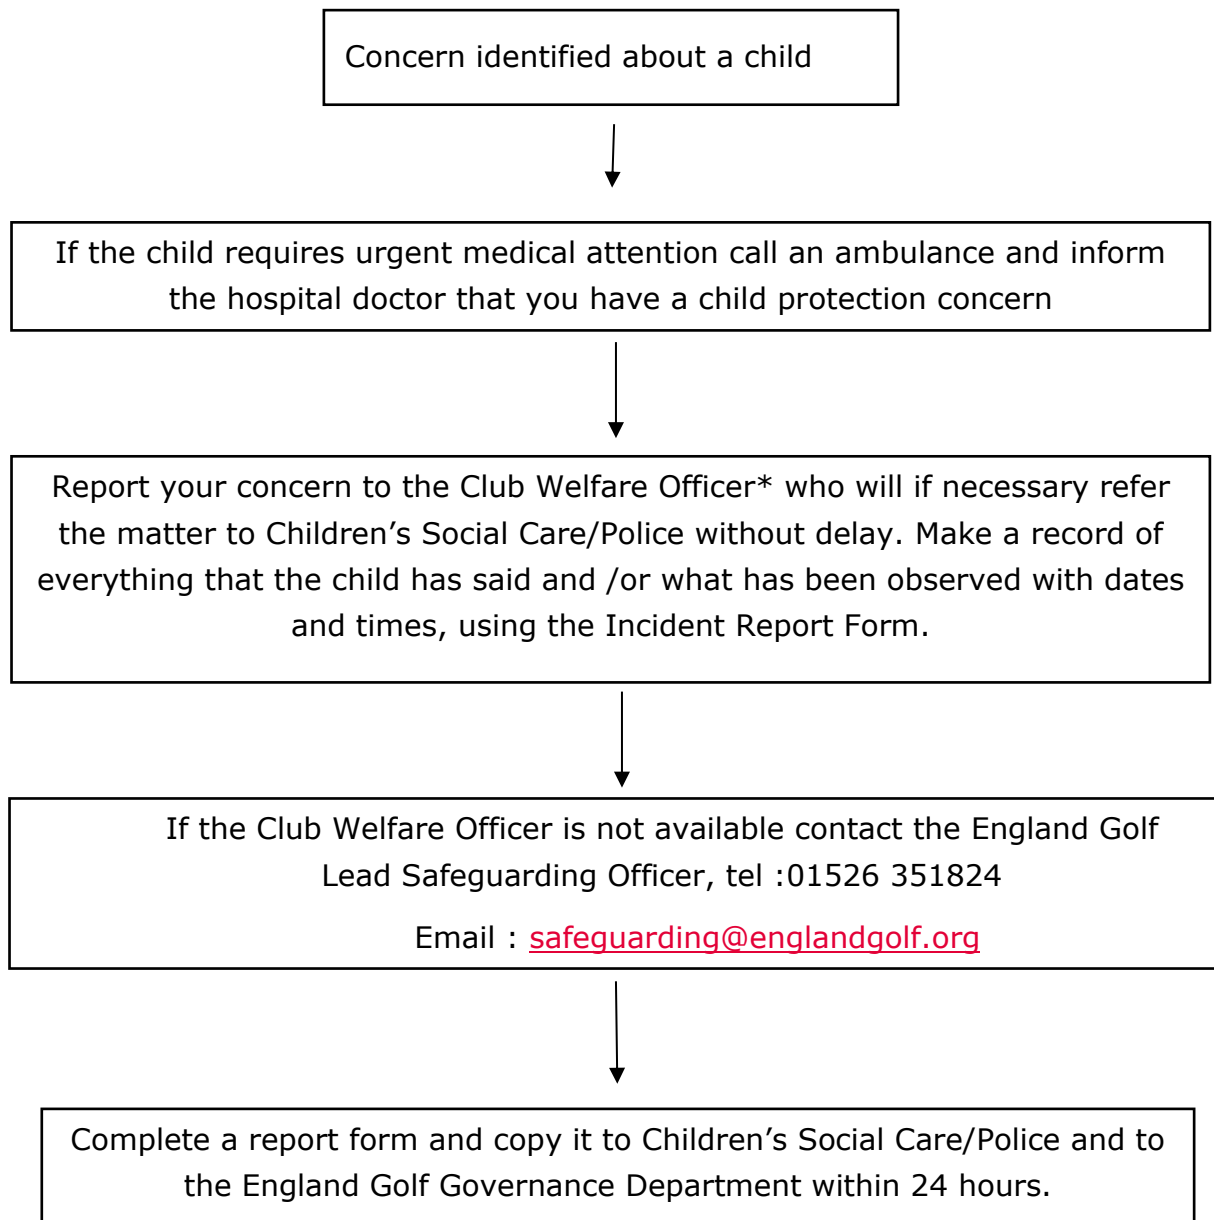 Concern identified about a child
If the child requires urgent medical attention call an ambulance and inform
the hospital doctor that you have a child protection concern
Report your concern to the Club Welfare Officer* who will if necessary refer
the matter to Children’s Social Care/Police without delay. Make a record of
everything that the child has said and /or what has been observed with dates
and times, using the Incident Report Form.
If the Club Welfare Officer is not available contact the England Golf
Lead Safeguarding Officer, tel :01526 351824
Email : safeguarding@englandgolf.org
Complete a report form and copy it to Children’s Social Care/Police and to
the England Golf Governance Department within 24 hours.